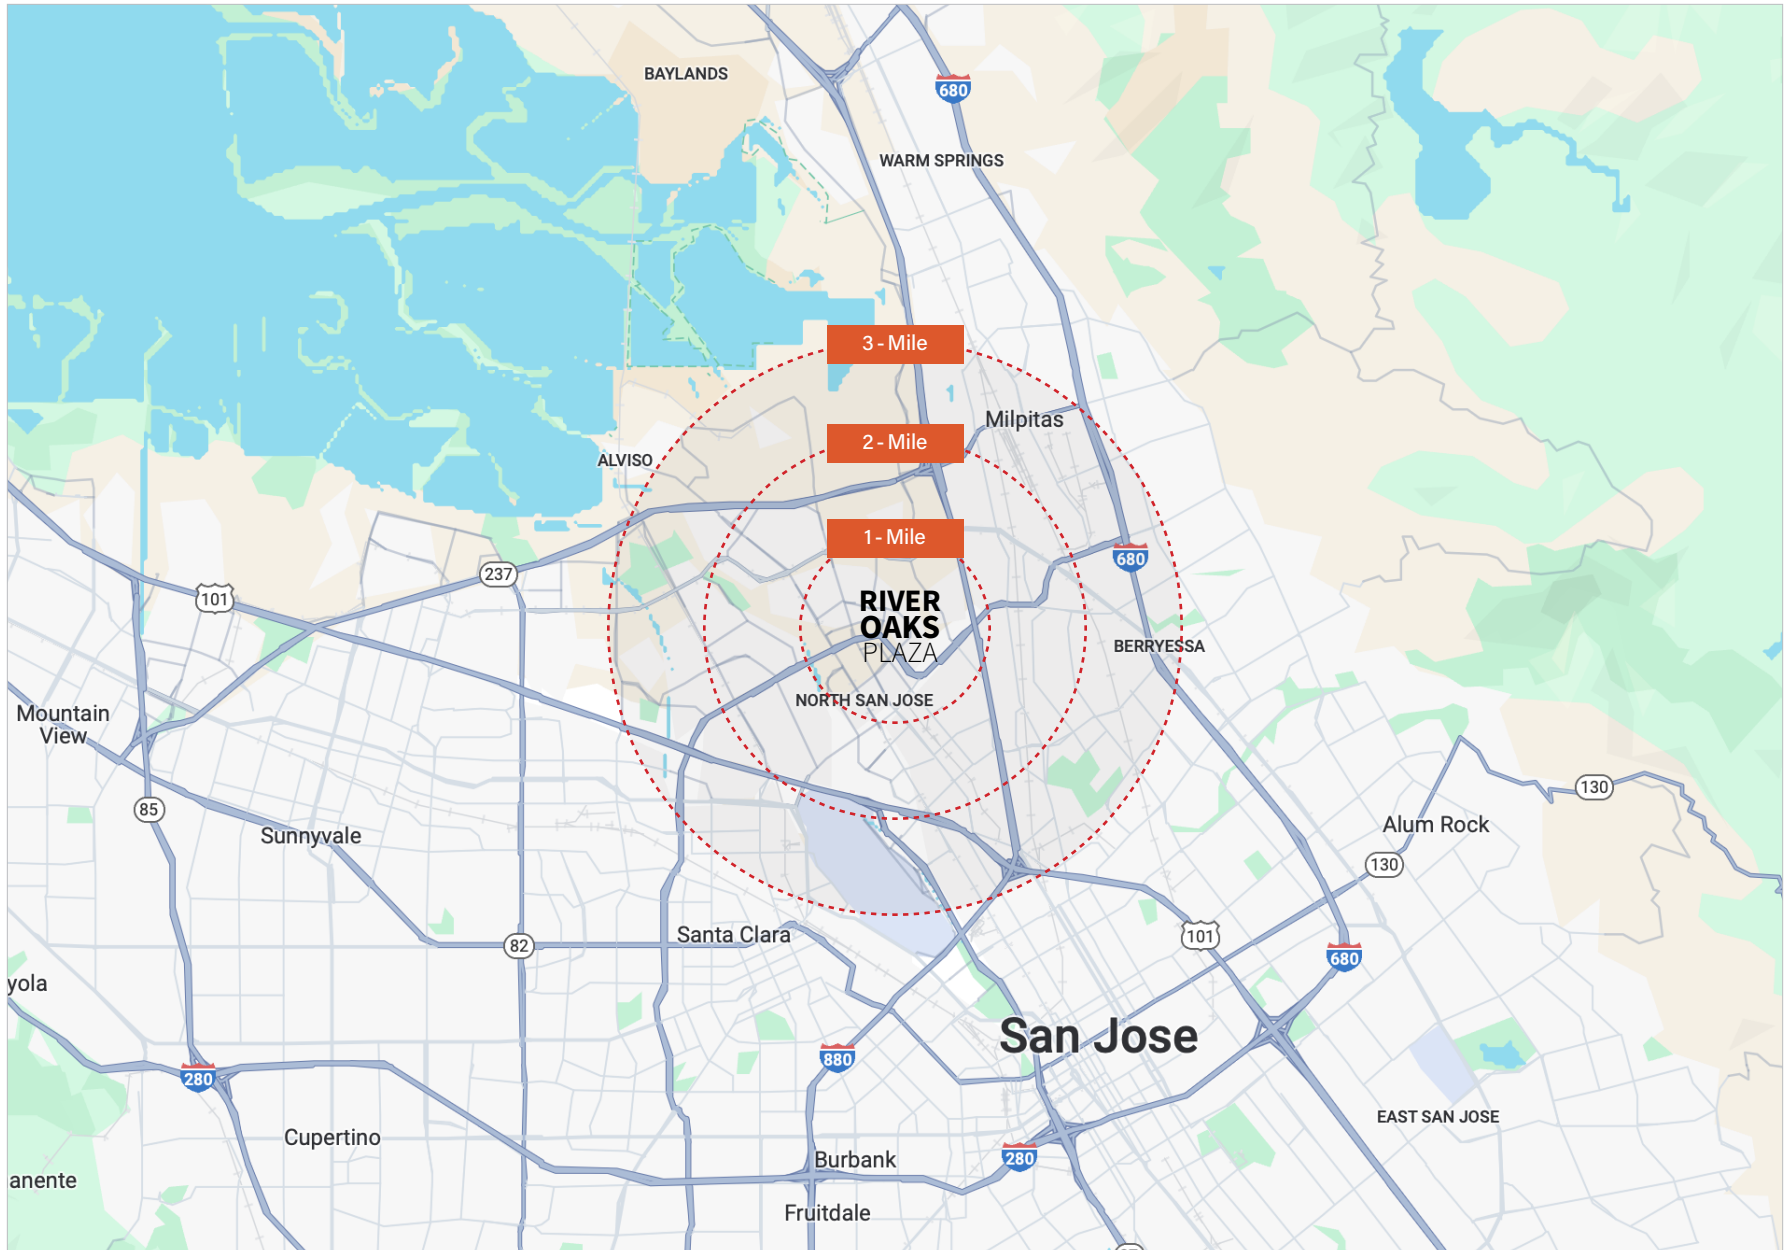 BAYLANDS
680
WARM SPRINGS
3 - Mile
Milpitas
2 - Mile
ALVISO
1 - Mile
680
237
101
RIVER
OAKS
PLAZA
BERRYESSA
NORTH SAN JOSE
Mountain
View
130
85
Alum Rock
Sunnyvale
130
Santa Clara
101
82
680
yola
San Jose
880
280
EAST SAN JOSE
Cupertino
280
Burbank
anente
Fruitdale